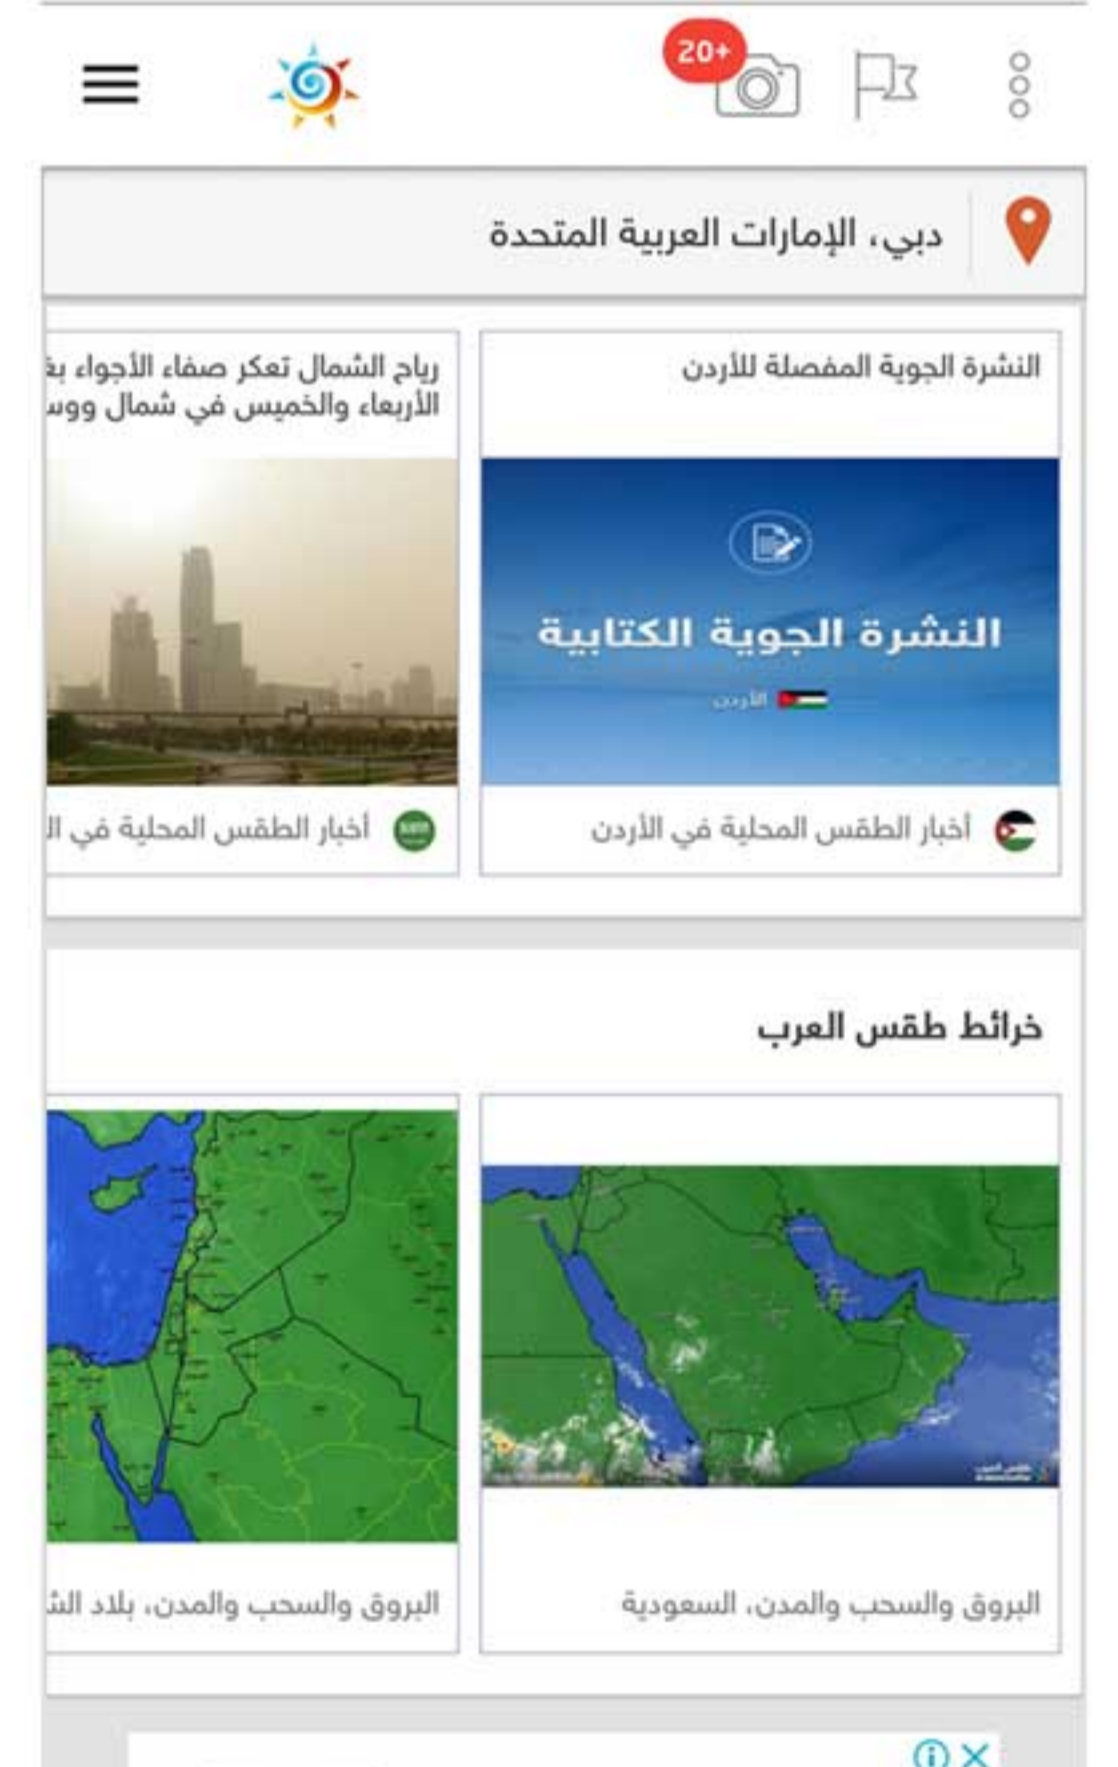 20+
دبي، الإمارات العربية المتحدة
النشرة الجوية المفصلة للأردن
النشرة الجوية الكتابية
الأردن
أخبار الطقس المحلية في الأردن
رياح الشمال تعكر صفاء الأجواء
الأربعاء والخميس في شمال
أخبار الطقس المحلية في
خرائط طقس العرب
البروق والسحب والمدن، السعودية
البروق والسحب والمدن، بلاد